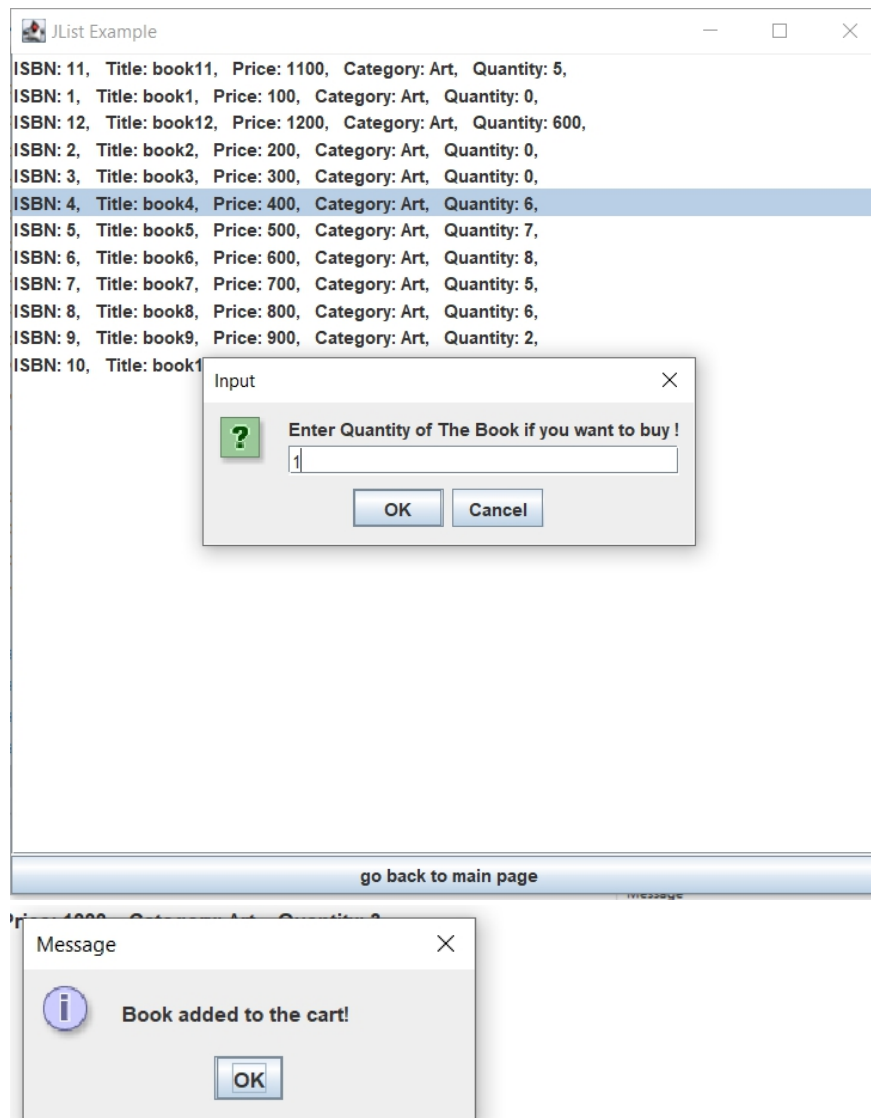 JList Example
ISBN: 11, Title: book11, Price: 1100, Category: Art, Quantity: 5,
ISBN: 1, Title: book1, Price: 100, Category: Art, Quantity: 0,
ISBN: 12, Title: book12, Price: 1200, Category: Art, Quantity: 600,
ISBN: 2, Title: book2, Price: 200, Category: Art, Quantity: 0,
ISBN: 3, Title: book3, Price: 300, Category: Art, Quantity: 0,
ISBN: 4, Title: book4, Price: 400, Category: Art, Quantity: 6,
ISBN: 5, Title: book5, Price: 500, Category: Art, Quantity: 7,
ISBN: 6, Title: book6, Price: 600, Category: Art, Quantity: 8,
ISBN: 7, Title: book7, Price: 700, Category: Art, Quantity: 5,
ISBN: 8, Title: book8, Price: 800, Category: Art, Quantity: 6,
ISBN: 9, Title: book9, Price: 900, Category: Art, Quantity: 2,
ISBN: 10, Title: book1
Input
Enter Quantity of The Book if you want to buy !
1
OK Cancel
go back to main page
Message
Category: Art, Quantity:
Message
Book added to the cart!
OK